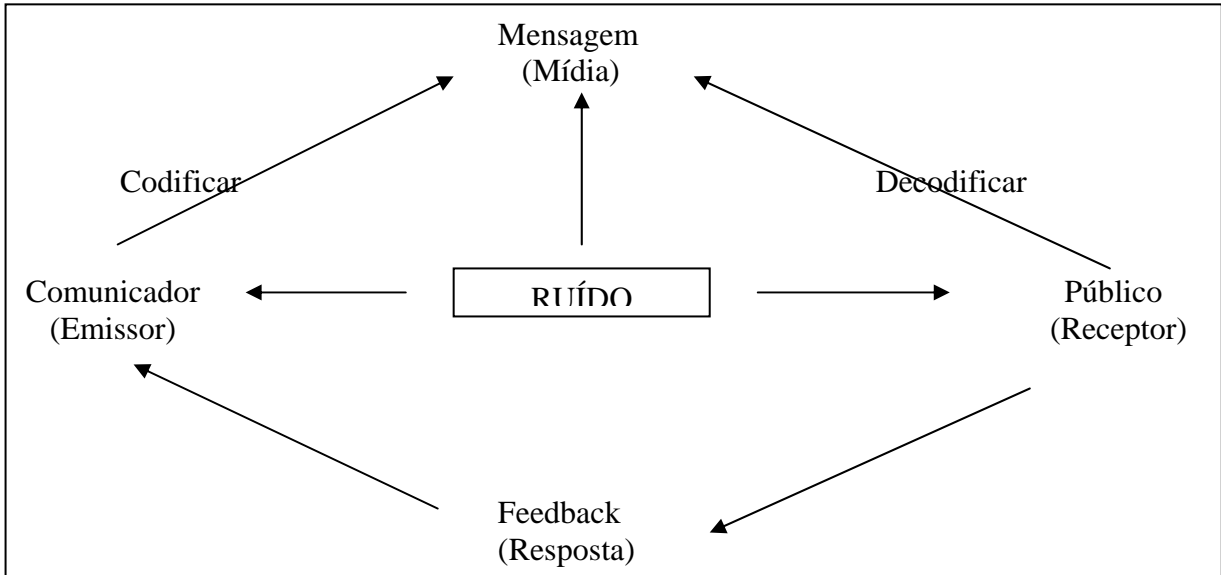 Mensagem
(Mídia)
Codificar
Decodificar
Comunicador
(Emissor)
RUÍDO
Público
(Receptor)
Feedback
(Resposta)